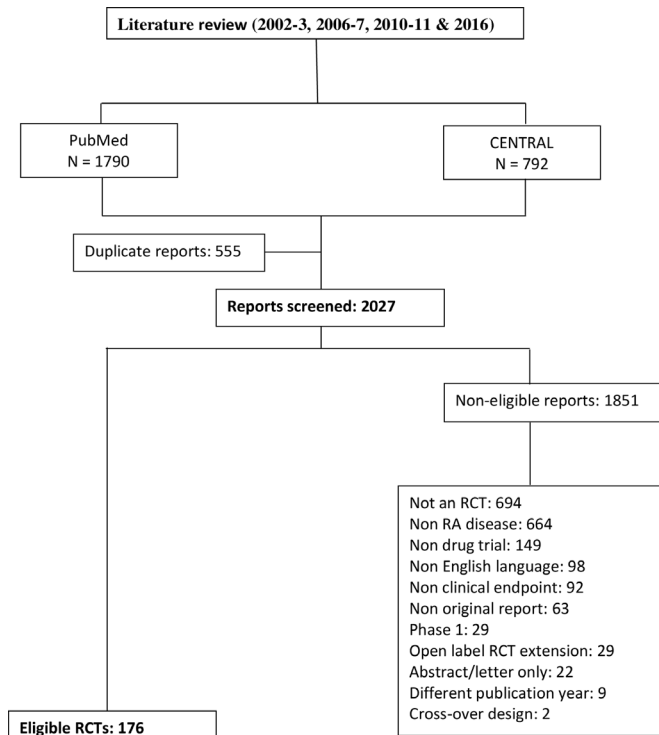 Literature review (2002-3, 2006-7, 2010-11 & 2016)
PubMed
N = 1790
CENTRAL
N = 792
Duplicate reports: 555
Reports screened: 2027
Non-eligible reports: 1851
Not an RCT: 694
Non RA disease: 664
Non drug trial: 149
Non English language: 98
Non clinical endpoint: 92
Non original report: 63
Phase 1: 29
Open label RCT extension: 29
Abstract/letter only: 22
Different publication year: 9
Cross-over design: 2
Eligible RCTs: 176